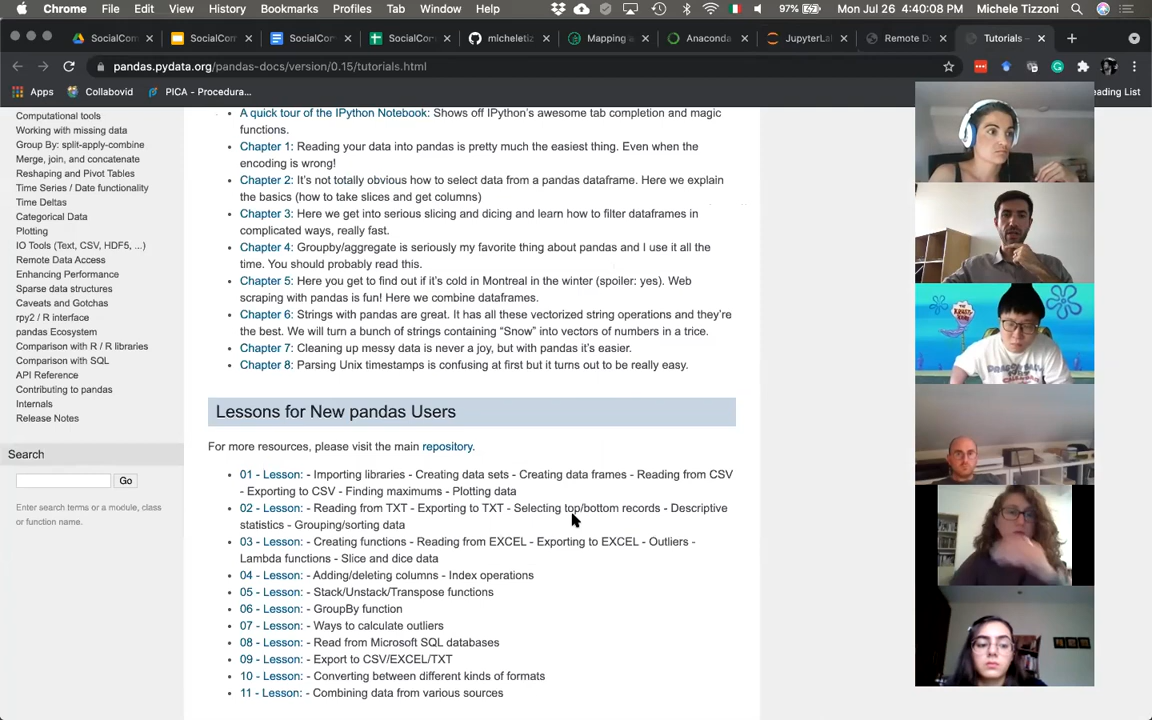 Chrome File Edit View History Bookmarks Profiles Tab Window Help 97% Mon Jul 26 4:40:08 PM Michele Tizzoni
SocialCom SocialCom SocialCom SocialCom micheletiz Mapping Anaconda JupyterLa Remote D Tutorials –
pandas.pydata.org/pandas-docs/version/0.15/tutorials.html
Apps Collabovid PICA - Procedura... Reading List
Computational tools
Working with missing data
Group By: split-apply-combine
Merge, join, and concatenate
Reshaping and Pivot Tables
Time Series / Date functionality
Time Deltas
Categorical Data
Plotting
IO Tools (Text, CSV, HDF5, ...)
Remote Data Access
Enhancing Performance
Sparse data structures
Caveats and Gotchas
rpy2 / R interface
pandas Ecosystem
Comparison with R / R libraries
Comparison with SQL
API Reference
Contributing to pandas
Internals
Release Notes
Search
Go
Enter search terms or a module, class
or function name.
A quick tour of the IPython Notebook: Shows off IPython's awesome tab completion and magic
functions.
Chapter 1: Reading your data into pandas is pretty much the easiest thing. Even when the
encoding is wrong!
Chapter 2: It's not totally obvious how to select data from a pandas dataframe. Here we explain
the basics (how to take slices and get columns)
Chapter 3: Here we get into serious slicing and dicing and learn how to filter dataframes in
complicated ways, really fast.
Chapter 4: Groupby/aggregate is seriously my favorite thing about pandas and I use it all the
time. You should probably read this.
Chapter 5: Here you get to find out if it's cold in Montreal in the winter (spoiler: yes). Web
scraping with pandas is fun! Here we combine dataframes.
Chapter 6: Strings with pandas are great. It has all these vectorized string operations and they're
the best. We will turn a bunch of strings containing "Snow" into vectors of numbers in a trice.
Chapter 7: Cleaning up messy data is never a joy, but with pandas it's easier.
Chapter 8: Parsing Unix timestamps is confusing at first but it turns out to be really easy.
Lessons for New pandas Users
For more resources, please visit the main repository.
01 - Lesson: - Importing libraries - Creating data sets - Creating data frames - Reading from CSV
- Exporting to CSV - Finding maximums - Plotting data
02 - Lesson: - Reading from TXT - Exporting to TXT - Selecting top/bottom records - Descriptive
statistics - Grouping/sorting data
03 - Lesson: - Creating functions - Reading from EXCEL - Exporting to EXCEL - Outliers -
Lambda functions - Slice and dice data
04 - Lesson: - Adding/deleting columns - Index operations
05 - Lesson: - Stack/Unstack/Transpose functions
06 - Lesson: - GroupBy function
07 - Lesson: - Ways to calculate outliers
08 - Lesson: - Read from Microsoft SQL databases
09 - Lesson: - Export to CSV/EXCEL/TXT
10 - Lesson: - Converting between different kinds of formats
11 - Lesson: - Combining data from various sources